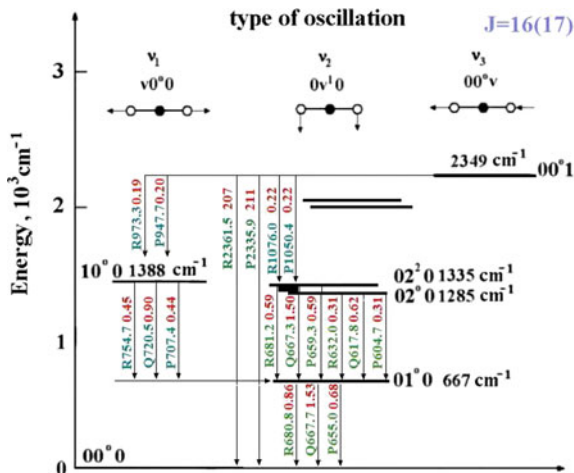 type of oscillation
J=16(17)
ν1
ν2
ν3
v0°0
0v¹0
00°v
Energy, 10³cm⁻¹
3
2
1
0
2349 cm⁻¹
00°1
R973.3 0.19
P947.7 0.20
R2361.5 207
P2335.9 211
R1076.0 0.22
P1050.4 0.22
10°0 1388 cm⁻¹
02²0 1335 cm⁻¹
02°0 1285 cm⁻¹
R754.7 0.45
Q720.5 0.90
P707.4 0.44
R681.2 0.59
Q667.3 1.50
P659.3 0.59
R632.0 0.31
Q617.8 0.62
P604.7 0.31
01°0 667 cm⁻¹
R680.8 0.86
Q667.7 1.53
P655.0 0.68
00°0